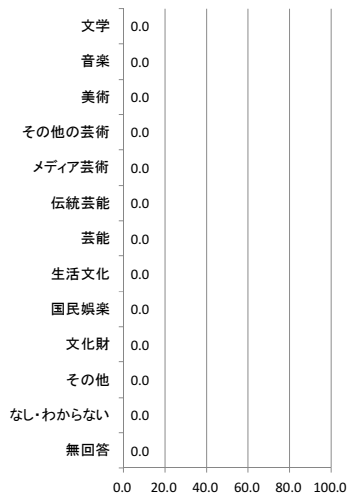 文学 0.0
音楽 0.0
美術 0.0
その他の芸術 0.0
メディア芸術 0.0
伝統芸能 0.0
芸能 0.0
生活文化 0.0
国民娯楽 0.0
文化財 0.0
その他 0.0
なし・わからない 0.0
無回答 0.0
0.0 20.0 40.0 60.0 80.0 100.0